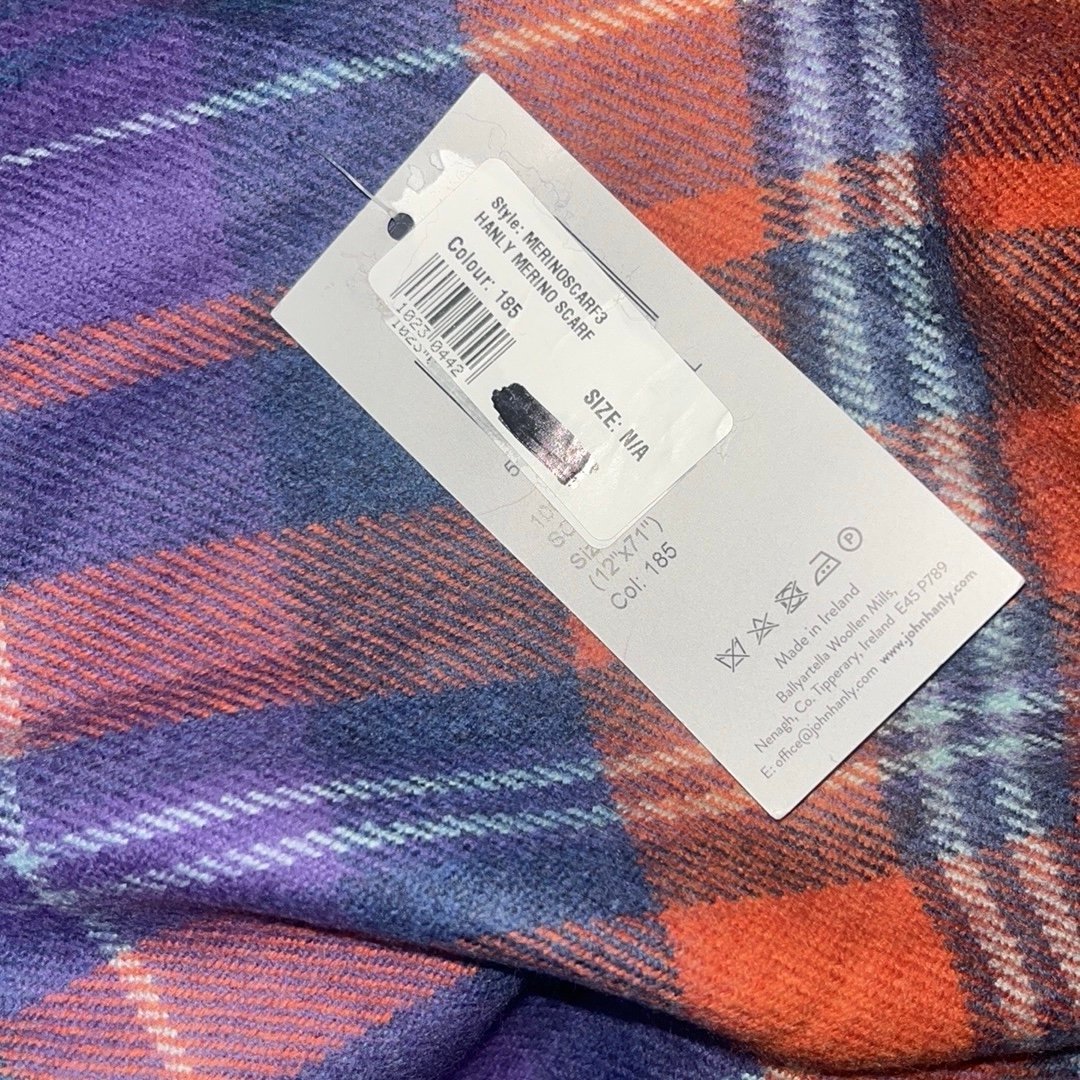 Style: MERINOSCARF3
HANLY MERINO SCARF
Colour: 185
10230442
SIZE: N/A
(12"x71")
Col: 185
P
Made in Ireland
Ballyartella Woollen Mills,
Nenagh, Co. Tipperary, Ireland E45 P789
E: office@johnhanly.com www.johnhanly.com